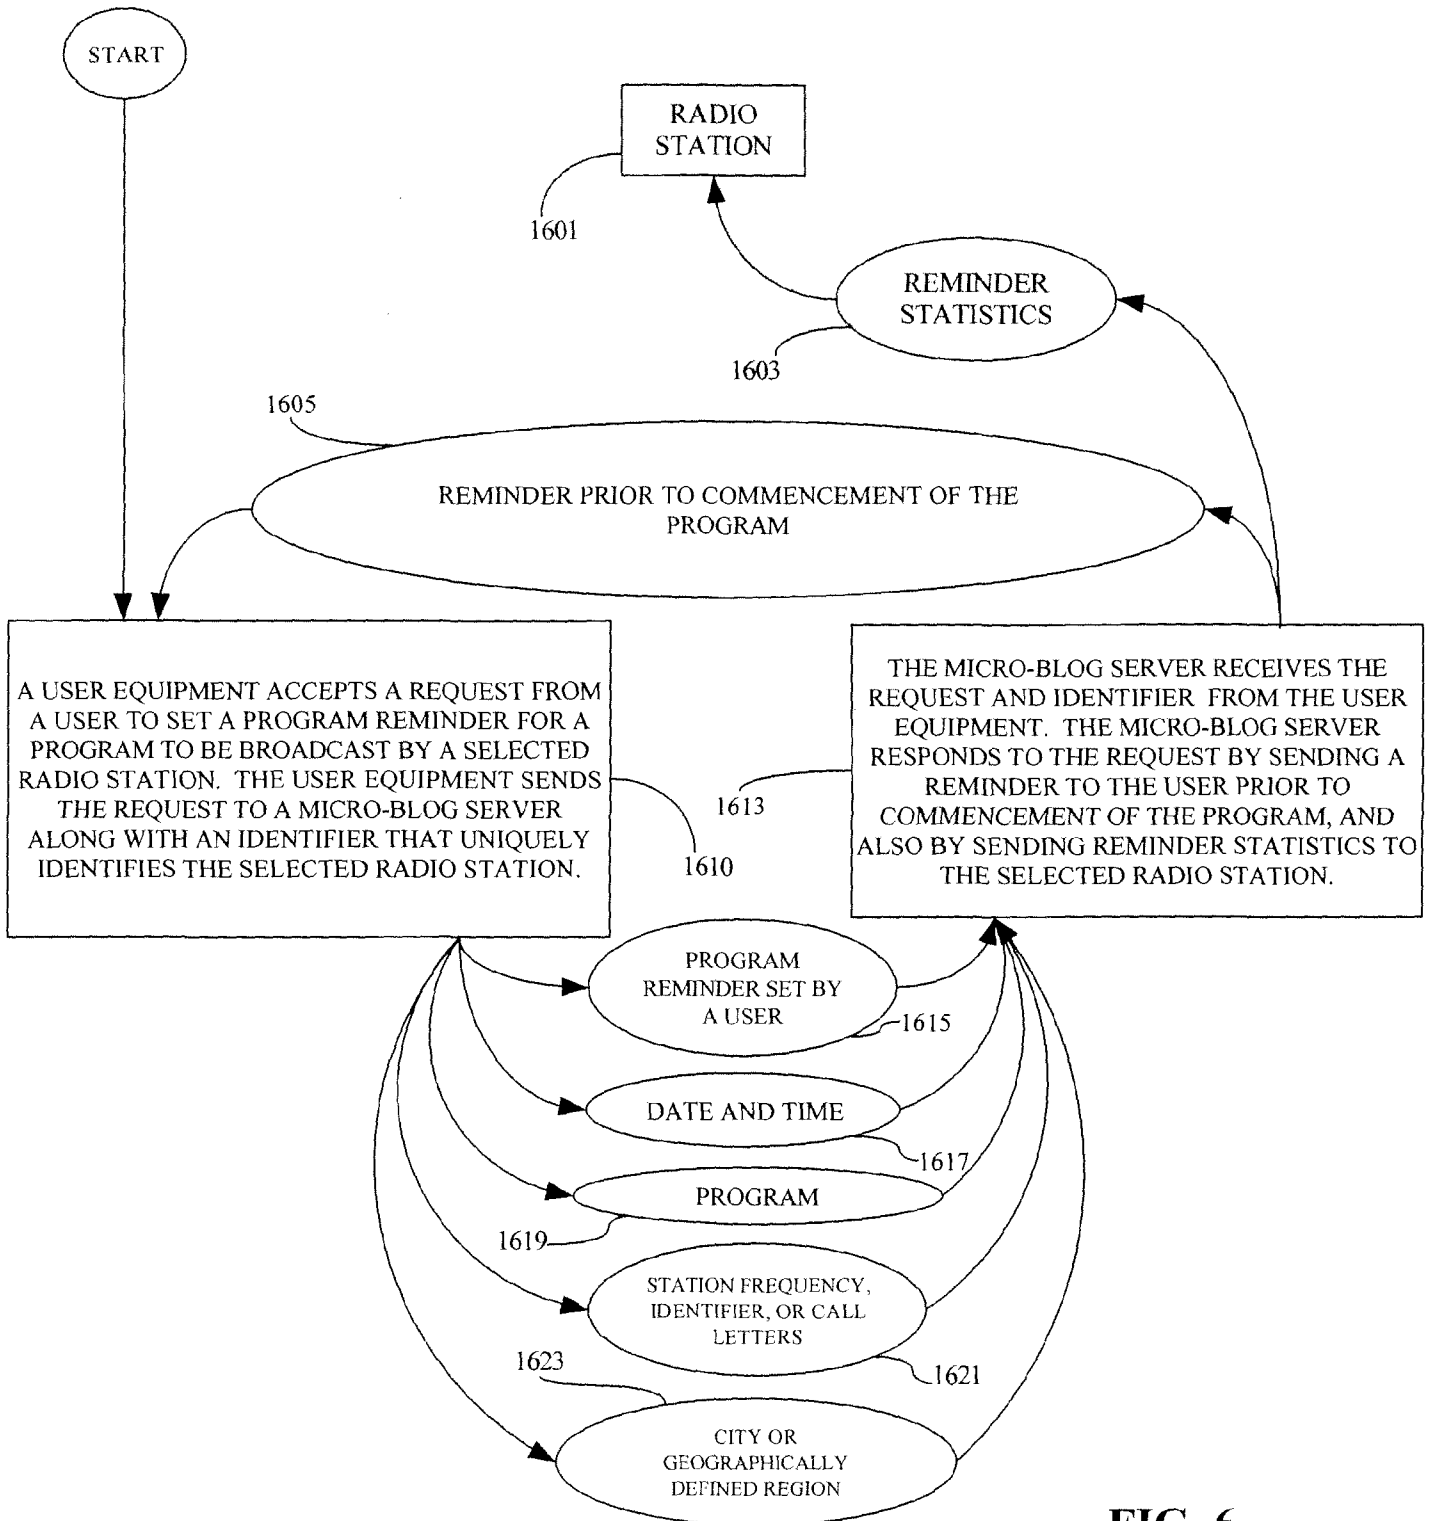 START
RADIO
STATION
1601
REMINDER
STATISTICS
1603
1605
REMINDER PRIOR TO COMMENCEMENT OF THE
PROGRAM
A USER EQUIPMENT ACCEPTS A REQUEST FROM
A USER TO SET A PROGRAM REMINDER FOR A
PROGRAM TO BE BROADCAST BY A SELECTED
RADIO STATION. THE USER EQUIPMENT SENDS
THE REQUEST TO A MICRO-BLOG SERVER
ALONG WITH AN IDENTIFIER THAT UNIQUELY
IDENTIFIES THE SELECTED RADIO STATION.
1610
THE MICRO-BLOG SERVER RECEIVES THE
REQUEST AND IDENTIFIER FROM THE USER
EQUIPMENT. THE MICRO-BLOG SERVER
RESPONDS TO THE REQUEST BY SENDING A
REMINDER TO THE USER PRIOR TO
COMMENCEMENT OF THE PROGRAM, AND
ALSO BY SENDING REMINDER STATISTICS TO
THE SELECTED RADIO STATION.
1613
PROGRAM
REMINDER SET BY
A USER
1615
DATE AND TIME
1617
PROGRAM
1619
STATION FREQUENCY,
IDENTIFIER, OR CALL
LETTERS
1621
1623
CITY OR
GEOGRAPHICALLY
DEFINED REGION
FIG. 6